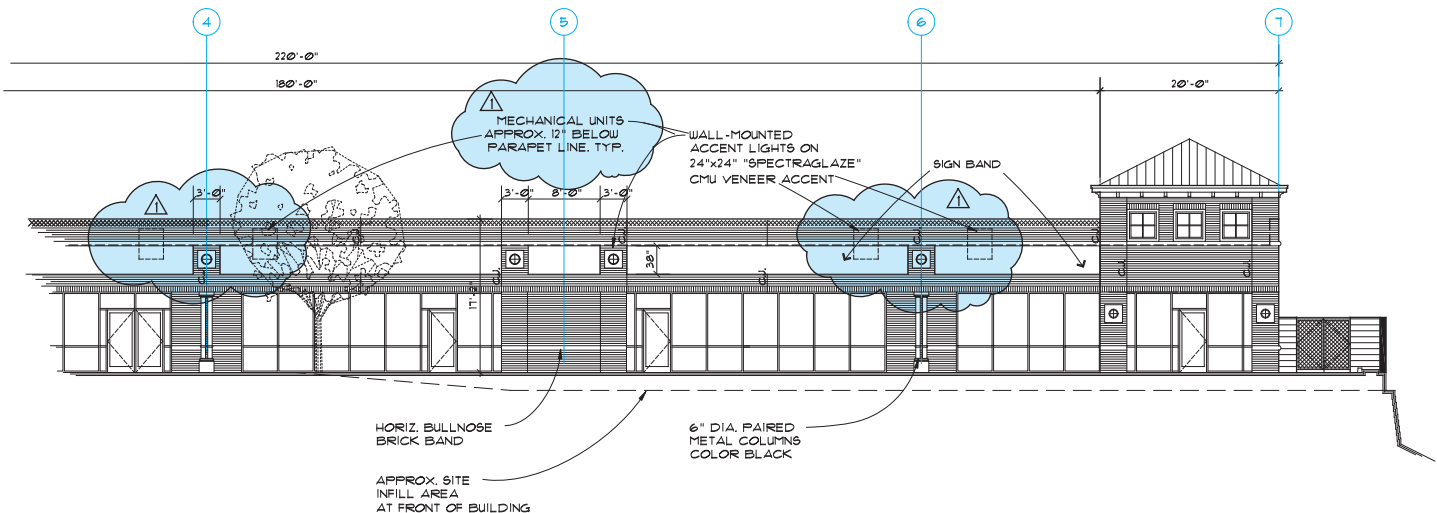 4
5
6
7
220'-0"
180'-0"
20'-0"
1
MECHANICAL UNITS
APPROX. 12" BELOW
PARAPET LINE. TYP.
WALL-MOUNTED
ACCENT LIGHTS ON
24"x24" "SPECTRAGLAZE"
CMU VENEER ACCENT
SIGN BAND
1
3'-0"
3'-0"
8'-0"
3'-0"
1
C.J.
C.J.
C.J.
C.J.
38"
C.J.
C.J.
C.J.
C.J.
C.J.
17'-2"
HORIZ. BULLNOSE
BRICK BAND
6" DIA. PAIRED
METAL COLUMNS
COLOR BLACK
APPROX. SITE
INFILL AREA
AT FRONT OF BUILDING